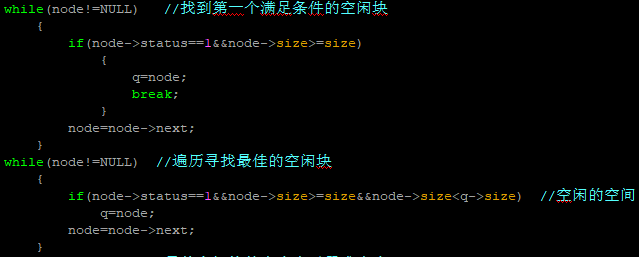 while(node!=NULL)   //找到第一个满足条件的空闲块
    {
        if(node->status==1&&node->size>=size)
            {
                q=node;
                break;
            }
        node=node->next;
    }
while(node!=NULL)  //遍历寻找最佳的空闲块
    {
        if(node->status==1&&node->size>=size&&node->size<q->size)  //空闲的空间
            q=node;
        node=node->next;
    }